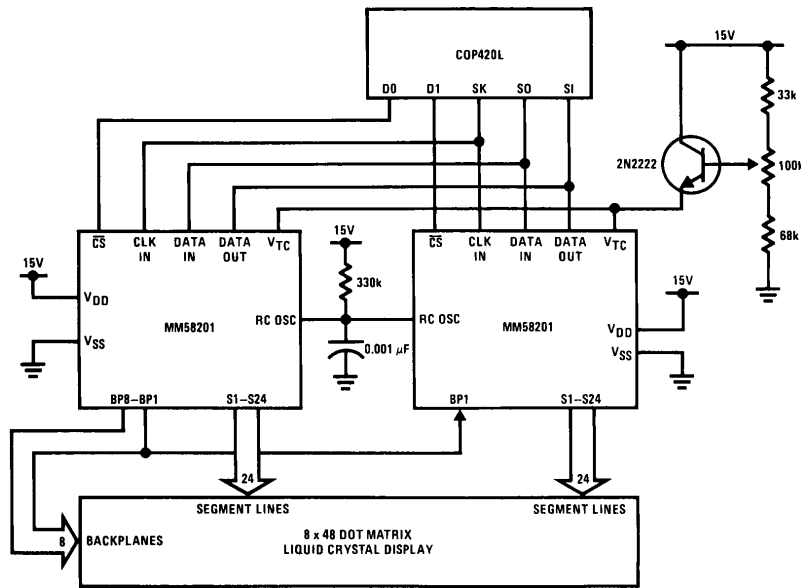 COP420L
D0 D1 SK SO SI
15V
33k
2N2222
100k
68k
CS CLK IN DATA IN DATA OUT VTC
15V
VDD
MM58201
VSS
RC OSC
BP8–BP1 S1–S24
15V
330k
0.001 μF
CS CLK IN DATA IN DATA OUT VTC
RC OSC
MM58201
15V
VDD
VSS
BP1 S1–S24
24
24
SEGMENT LINES
SEGMENT LINES
8
BACKPLANES
8 x 48 DOT MATRIX
LIQUID CRYSTAL DISPLAY